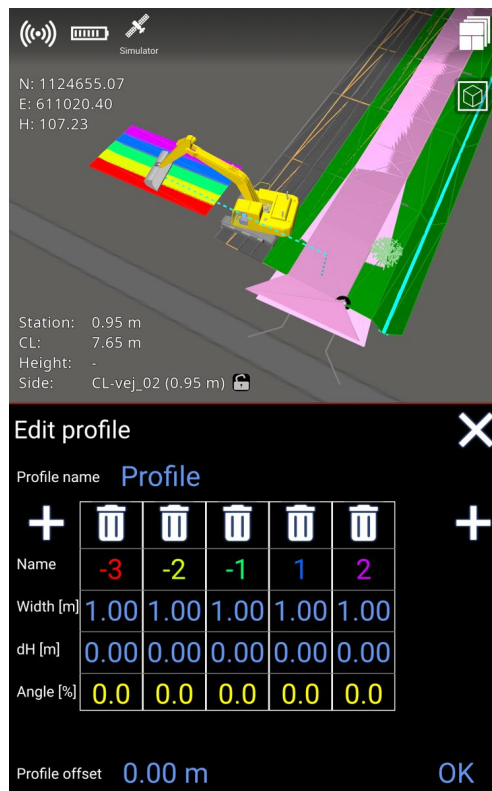 Simulator
N: 1124655.07
E: 611020.40
H: 107.23
Station: 0.95 m
CL: 7.65 m
Height: -
Side: CL-vej_02 (0.95 m)
Edit profile
Profile name Profile
Name -3 -2 -1 1 2
Width [m] 1.00 1.00 1.00 1.00 1.00
dH [m] 0.00 0.00 0.00 0.00 0.00
Angle [%] 0.0 0.0 0.0 0.0 0.0
Profile offset 0.00 m OK